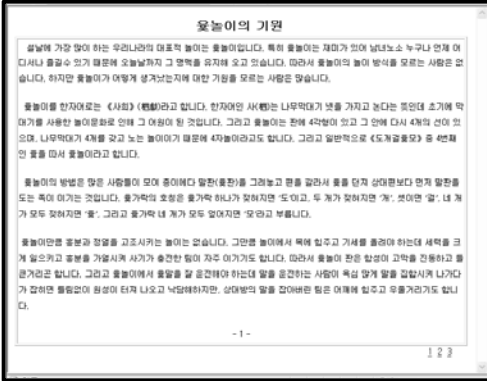 윷놀이의 기원
설날에 가장 많이 하는 우리나라의 대표적 놀이는 윷놀이입니다. 특히 윷놀이는 재미가 있어 남녀노소 누구나 언제 어
디서나 즐길수 있기 때문에 오늘날까지 그 명맥을 유지해 오고 있습니다. 따라서 윷놀이의 놀이 방식을 모르는 사람은 없
습니다. 하지만 윷놀이가 어떻게 생겨났는지에 대한 기원을 모르는 사람은 많습니다.
윷놀이를 한자어로는 《사희》(柶戱)라고 합니다. 한자어인 사(柶)는 나무막대기 넷을 가지고 논다는 뜻인데 초기에 막
대기를 사용한 놀이문화로 인해 그 어원이 된 것입니다. 그리고 윷놀이는 판에 4각형이 있고 그 안에 다시 4개의 선이 있
으며, 나무막대기 4개를 갖고 노는 놀이이기 때문에 4자놀이라고도 합니다. 그리고 일반적으로 《도개걸윷모》 중 4번째
인 윷을 따서 윷놀이라고 합니다.
윷놀이의 방법은 많은 사람들이 모여 종이에다 말판(윷판)을 그려놓고 편을 갈라서 윷을 던져 상대편보다 먼저 말판을
도는 쪽이 이기는 것입니다. 윷가락의 호칭은 윷가락 하나가 젖혀지면 '도'이고, 두 개가 젖혀지면 '개', 셋이면 '걸', 네 개
가 모두 젖혀지면 '윷', 그리고 윷가락 네 개가 모두 엎어지면 '모'라고 부릅니다.
윷놀이만큼 흥분과 정열을 고조시키는 놀이는 없습니다. 그만큼 놀이에서 목에 힘주고 기세를 올려야 하는데 세력을 크
게 일으키고 흥분을 가열시켜 사기가 충천한 팀이 자주 이기기도 합니다. 따라서 윷놀이 판은 함성이 고막을 진동하고 들
큰거리곤 합니다. 그리고 윷놀이에서 윷말을 잘 운전해야 하는데 말을 운전하는 사람이 욕심 많게 말을 집합시켜 나가다
가 잡히면 틀림없이 원성이 터져 나오고 낙담해하지만, 상대방의 말을 잡아버린 팀은 어깨에 힘주고 우쭐거리기도 합니
다.
- 1 -
1 2 3